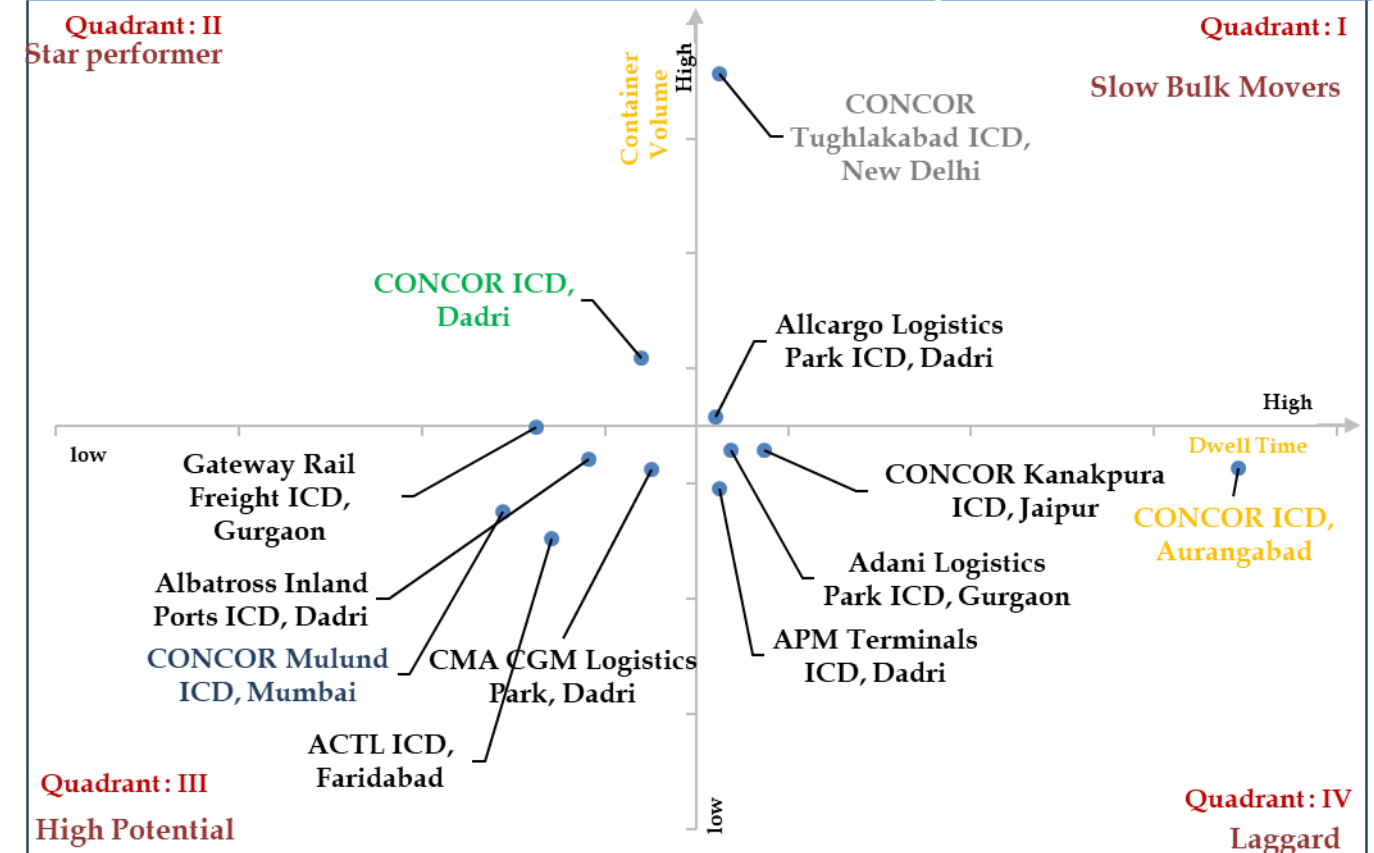 Quadrant : II
Star performer
Quadrant : I
Slow Bulk Movers
High
Container
Volume
CONCOR
Tughlakabad ICD,
New Delhi
CONCOR ICD,
Dadri
Allcargo Logistics
Park ICD, Dadri
High
low
Dwell Time
Gateway Rail
Freight ICD,
Gurgaon
CONCOR Kanakpura
ICD, Jaipur
CONCOR ICD,
Aurangabad
Albatross Inland
Ports ICD, Dadri
Adani Logistics
Park ICD, Gurgaon
CONCOR Mulund
ICD, Mumbai
CMA CGM Logistics
Park, Dadri
APM Terminals
ICD, Dadri
ACTL ICD,
Faridabad
Quadrant : III
High Potential
low
Quadrant : IV
Laggard